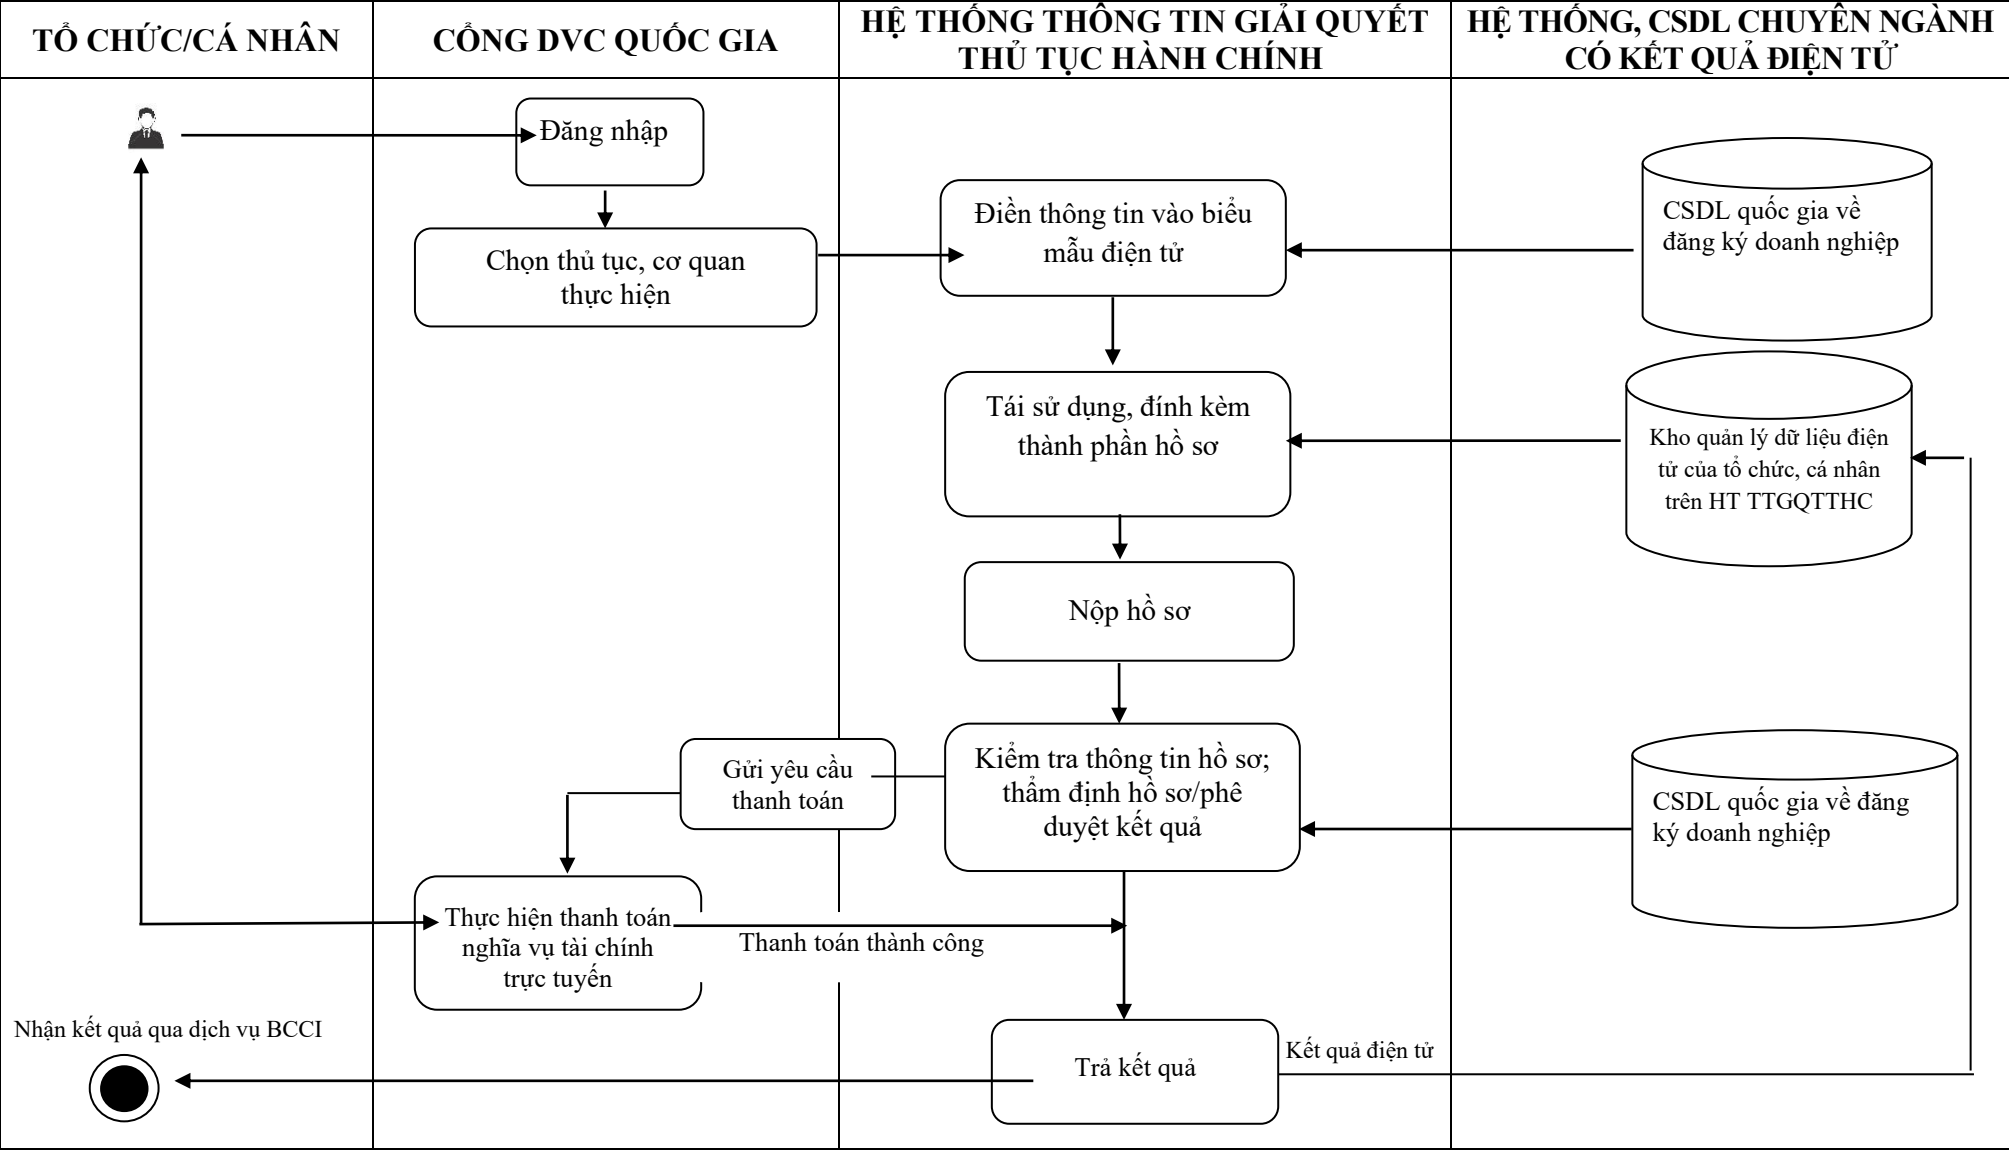 TỔ CHỨC/CÁ NHÂN
CỔNG DVC QUỐC GIA
HỆ THỐNG THÔNG TIN GIẢI QUYẾT
THỦ TỤC HÀNH CHÍNH
HỆ THỐNG, CSDL CHUYÊN NGÀNH
CÓ KẾT QUẢ ĐIỆN TỬ
Đăng nhập
Chọn thủ tục, cơ quan
thực hiện
Điền thông tin vào biểu
mẫu điện tử
CSDL quốc gia về
đăng ký doanh nghiệp
Tái sử dụng, đính kèm
thành phần hồ sơ
Kho quản lý dữ liệu điện
tử của tổ chức, cá nhân
trên HT TTGQTTHC
Nộp hồ sơ
Kiểm tra thông tin hồ sơ;
thẩm định hồ sơ/phê
duyệt kết quả
Gửi yêu cầu
thanh toán
CSDL quốc gia về đăng
ký doanh nghiệp
Thực hiện thanh toán
nghĩa vụ tài chính
trực tuyến
Thanh toán thành công
Nhận kết quả qua dịch vụ BCCI
Trả kết quả
Kết quả điện tử